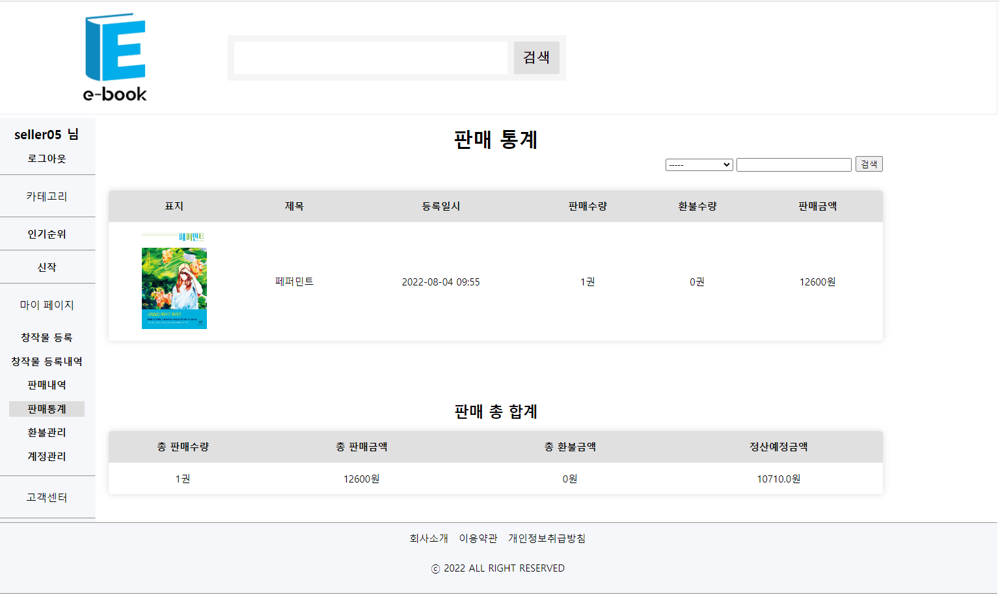 E
e-book
검색
seller05 님
로그아웃
카테고리
인기순위
신작
마이 페이지
창작물 등록
창작물 등록내역
판매내역
판매통계
환불관리
계정관리
고객센터
판매 통계
----- 검색
표지 제목 등록일시 판매수량 환불수량 판매금액
페퍼민트
페퍼민트 2022-08-04 09:55 1권 0권 12600원
판매 총 합계
총 판매수량 총 판매금액 총 환불금액 정산예정금액
1권 12600원 0원 10710.0원
회사소개 이용약관 개인정보취급방침
ⓒ 2022 ALL RIGHT RESERVED